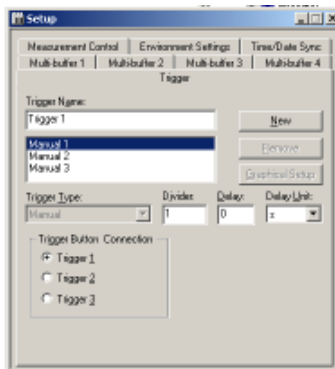 Setup
Measurement Control Environment Settings Time/Date Sync
Multi-buffer 1 Multi-buffer 2 Multi-buffer 3 Multi-buffer 4
Trigger
Trigger Name:
Trigger 1
New
Manual 1
Manual 2
Manual 3
Remove
Graphical Setup
Trigger Type: Divider: Delay: Delay Unit:
Manual 1 0
Trigger Button Connection
Trigger 1
Trigger 2
Trigger 3